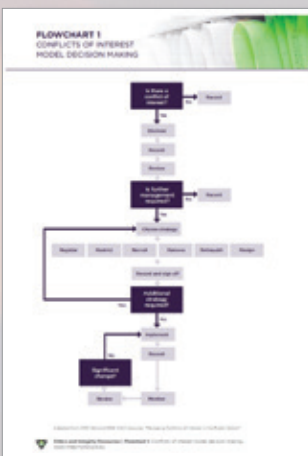 FLOWCHART 1
CONFLICTS OF INTEREST
MODEL DECISION MAKING
Is there a
conflict of
interest?
No
Record
Yes
Disclose
Record
Review
Is further
management
required?
No
Record
Yes
Choose strategy
Register
Restrict
Recruit
Remove
Relinquish
Resign
Record and sign off
Additional
strategy
required?
Yes
No
Implement
Record
Significant
change?
Review
Monitor